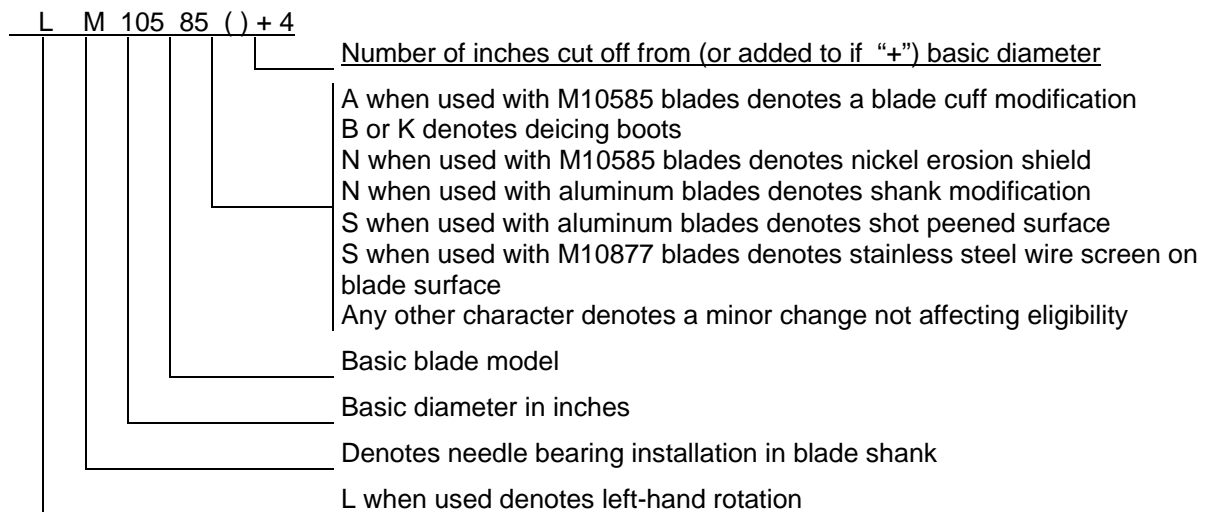 L M 105 85 ( ) + 4
Number of inches cut off from (or added to if “+”) basic diameter
A when used with M10585 blades denotes a blade cuff modification
B or K denotes deicing boots
N when used with M10585 blades denotes nickel erosion shield
N when used with aluminum blades denotes shank modification
S when used with aluminum blades denotes shot peened surface
S when used with M10877 blades denotes stainless steel wire screen on
blade surface
Any other character denotes a minor change not affecting eligibility
Basic blade model
Basic diameter in inches
Denotes needle bearing installation in blade shank
L when used denotes left-hand rotation